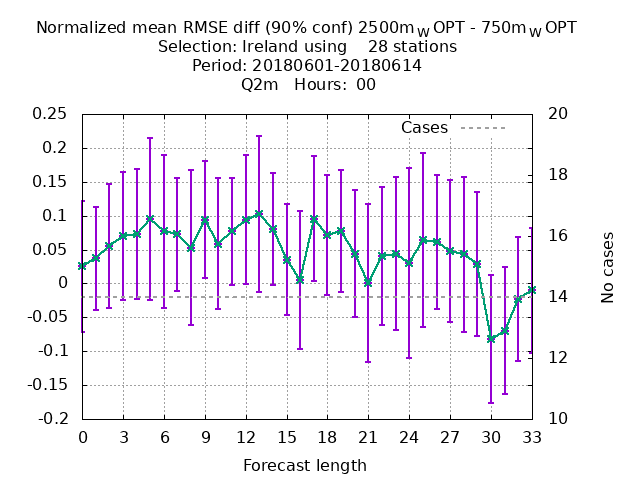 Normalized mean RMSE diff (90% conf) 2500m_W OPT - 750m_W OPT
Selection: Ireland using 28 stations
Period: 20180601-20180614
Q2m Hours: 00
Cases
0.25
0.2
0.15
0.1
0.05
0
-0.05
-0.1
-0.15
-0.2
20
18
16
14
12
10
No cases
0 3 6 9 12 15 18 21 24 27 30 33
Forecast length